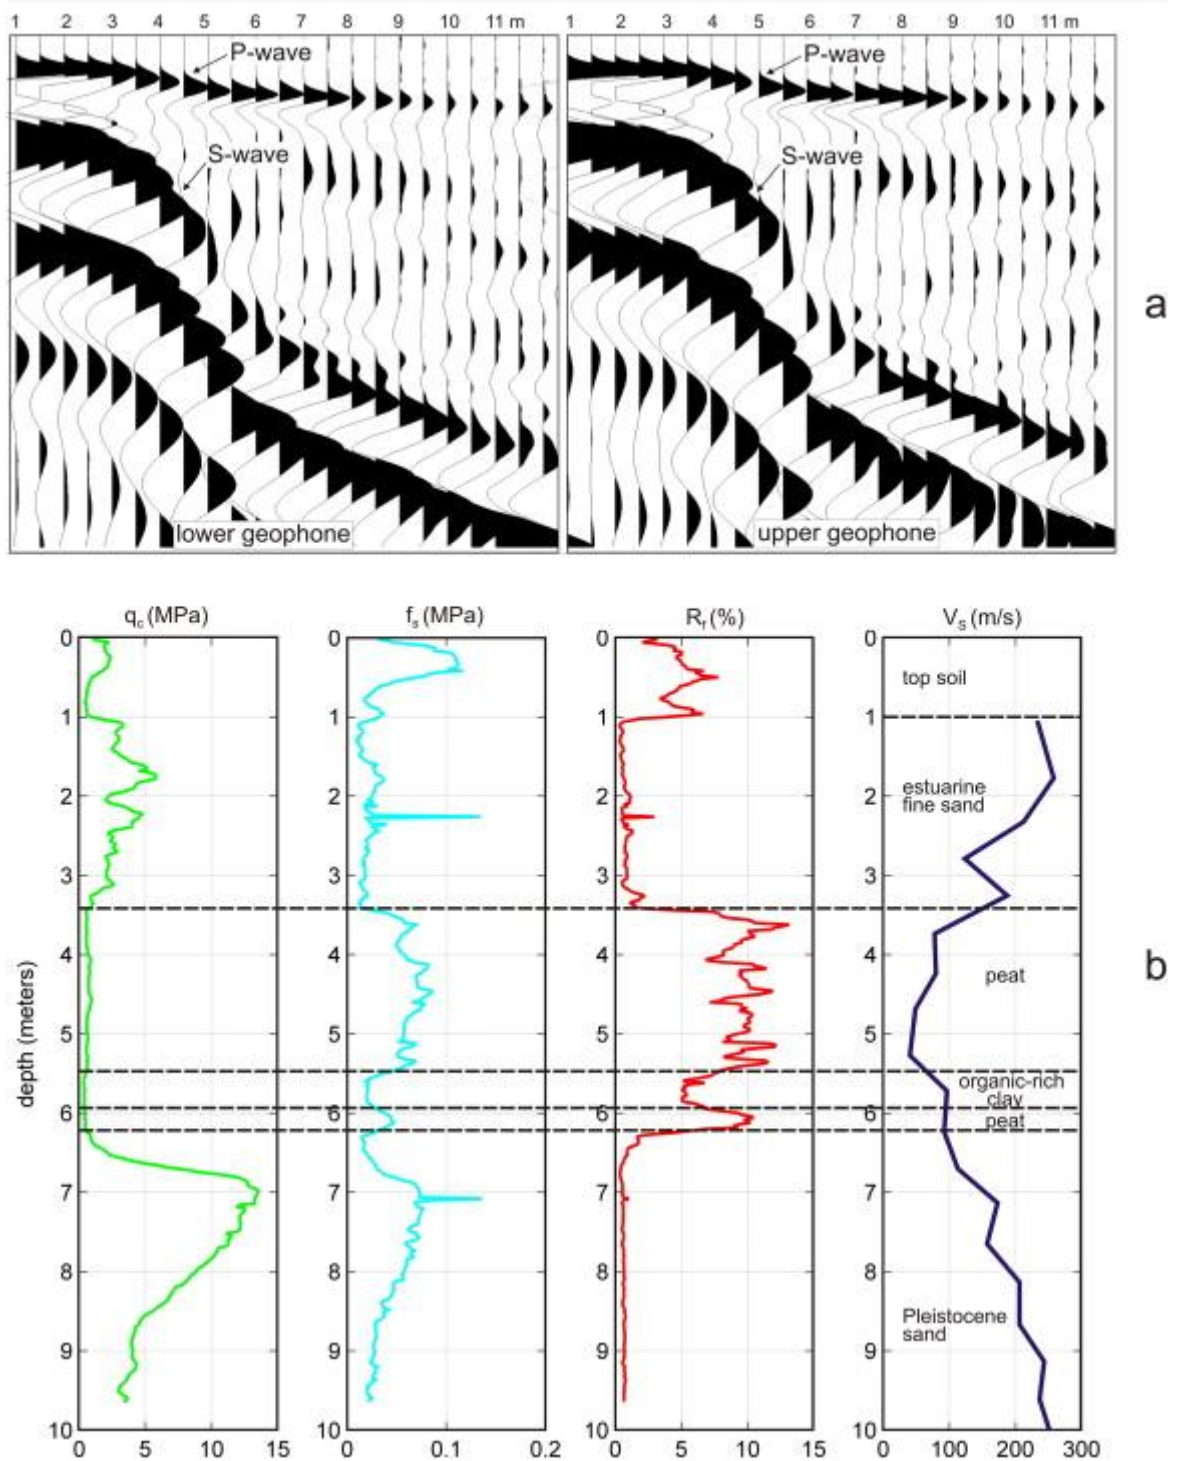 1 2 3 4 5 6 7 8 9 10 11 m
1 2 3 4 5 6 7 8 9 10 11 m
P-wave
S-wave
lower geophone
P-wave
S-wave
upper geophone
a
qc (MPa)
fs (MPa)
Rf (%)
VS (m/s)
depth (meters)
0
1
2
3
4
5
6
7
8
9
10
0 5 10 15
0
1
2
3
4
5
6
7
8
9
10
0 0.1 0.2
0
1
2
3
4
5
6
7
8
9
10
0 5 10 15
0
1
2
3
4
5
6
7
8
9
10
0 100 200 300
top soil
estuarine
fine sand
peat
organic-rich
clay
peat
Pleistocene
sand
b